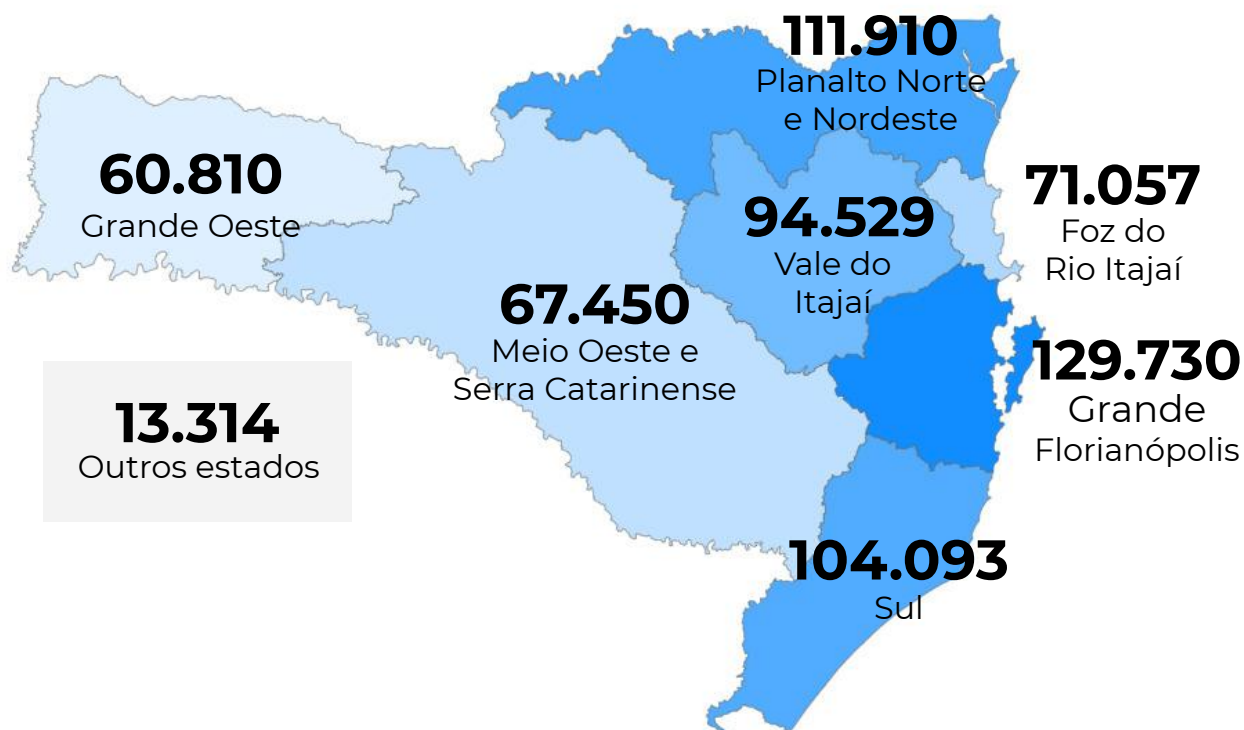 111.910
Planalto Norte
e Nordeste
60.810
Grande Oeste
71.057
Foz do
Rio Itajaí
94.529
Vale do
Itajaí
67.450
Meio Oeste e
Serra Catarinense
129.730
Grande
Florianópolis
13.314
Outros estados
104.093
Sul